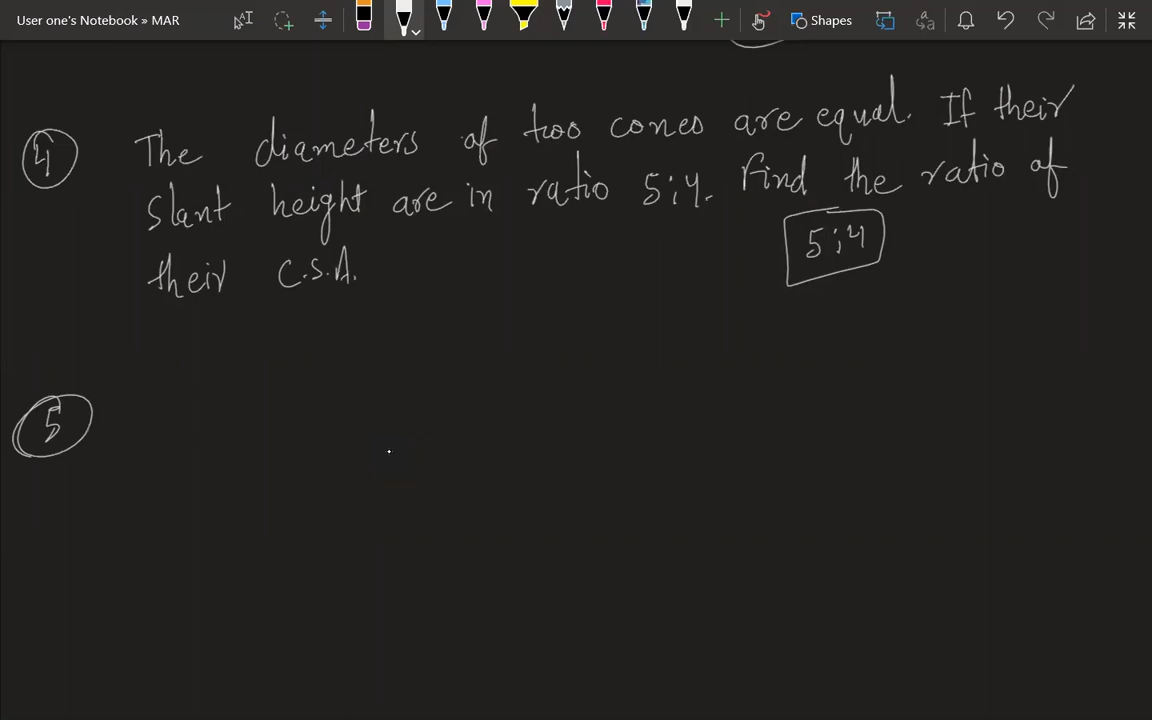 User one's Notebook » MAR
Shapes
4 The diameters of two cones are equal. If their
slant height are in ratio 5:4. Find the ratio of
their C.S.A.
5:4
5